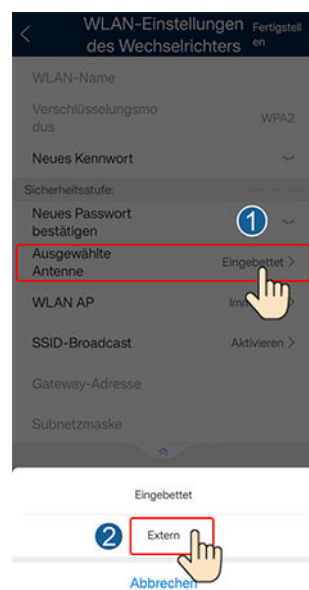 WLAN-Einstellungen
des Wechselrichters
Fertigstell
en
WLAN-Name
Verschlüsselungsmo
dus
WPA2
Neues Kennwort
Sicherheitsstufe:
Neues Passwort
bestätigen
1
Ausgewählte
Antenne
Eingebettet >
WLAN AP
Imm
SSID-Broadcast
Aktivieren >
Gateway-Adresse
Subnetzmaske
Eingebettet
2
Extern
Abbrechen